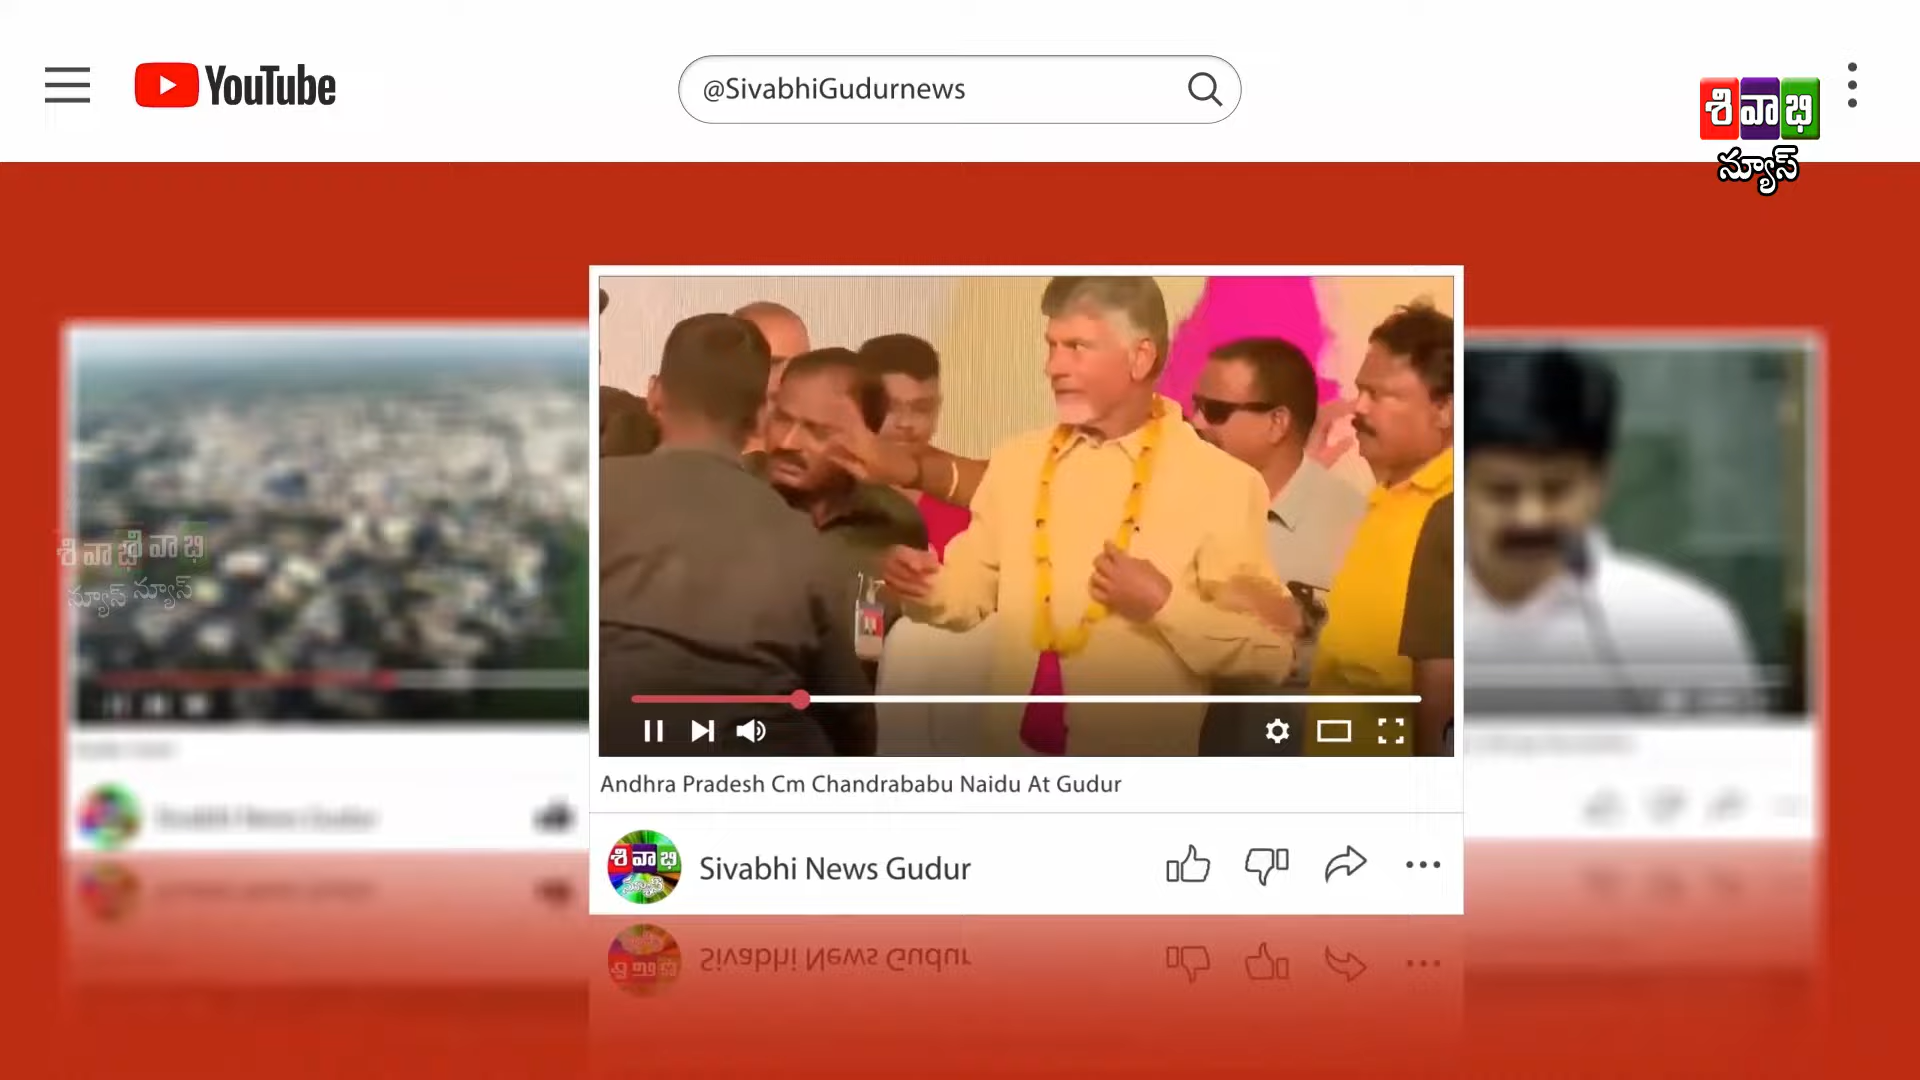 YouTube
@SivabhiGudurnews
శివాభి
న్యూస్
శివాభి
శివాభి
న్యూస్
న్యూస్
Andhra Pradesh Cm Chandrababu Naidu At Gudur
శివాభి
న్యూస్
Sivabhi News Gudur